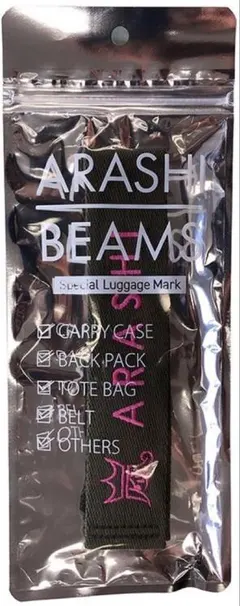 ARASHI
BEAMS
Special Luggage Mark
CARRY CASE
BACK PACK
TOTE BAG
BELT
OTHERS
ARASHI